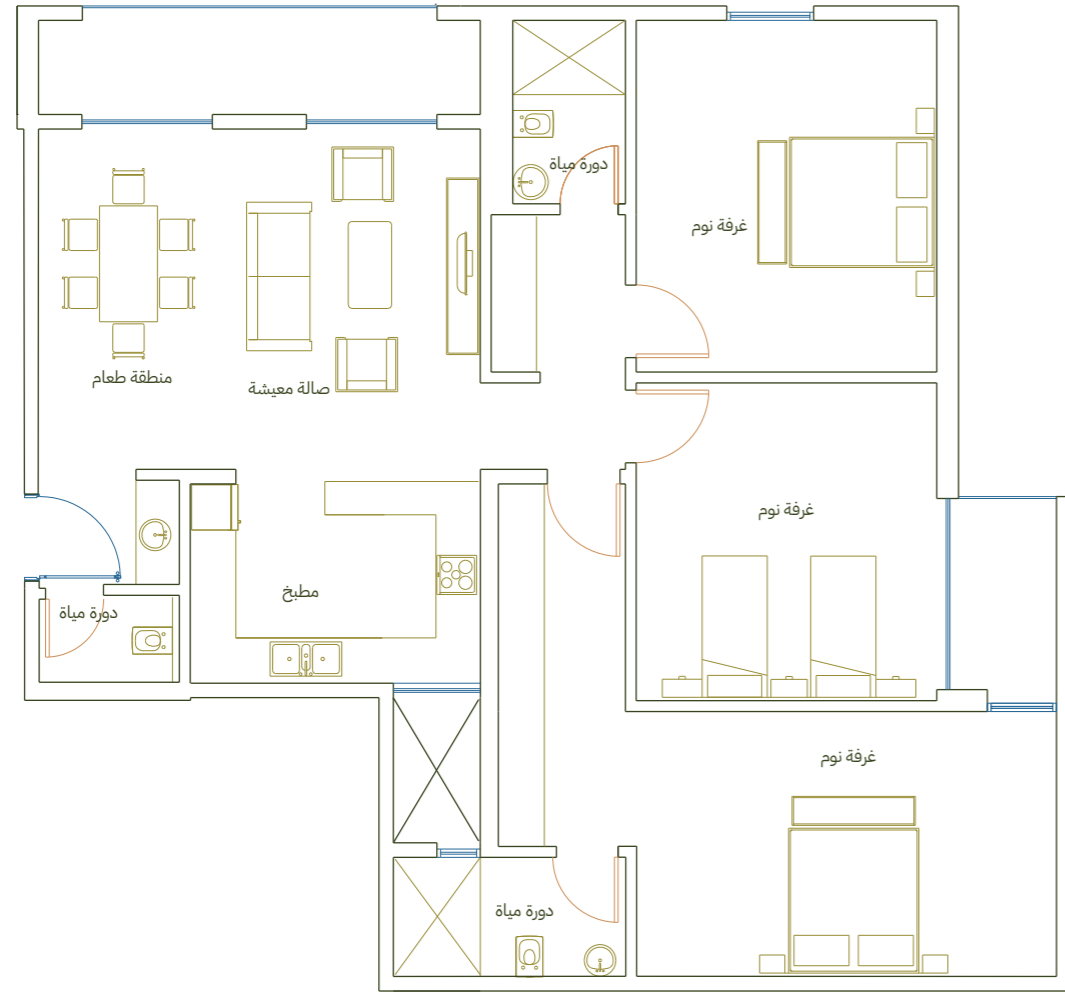 دورة مياة
غرفة نوم
منطقة طعام
صالة معيشة
غرفة نوم
مطبخ
دورة مياة
غرفة نوم
دورة مياة